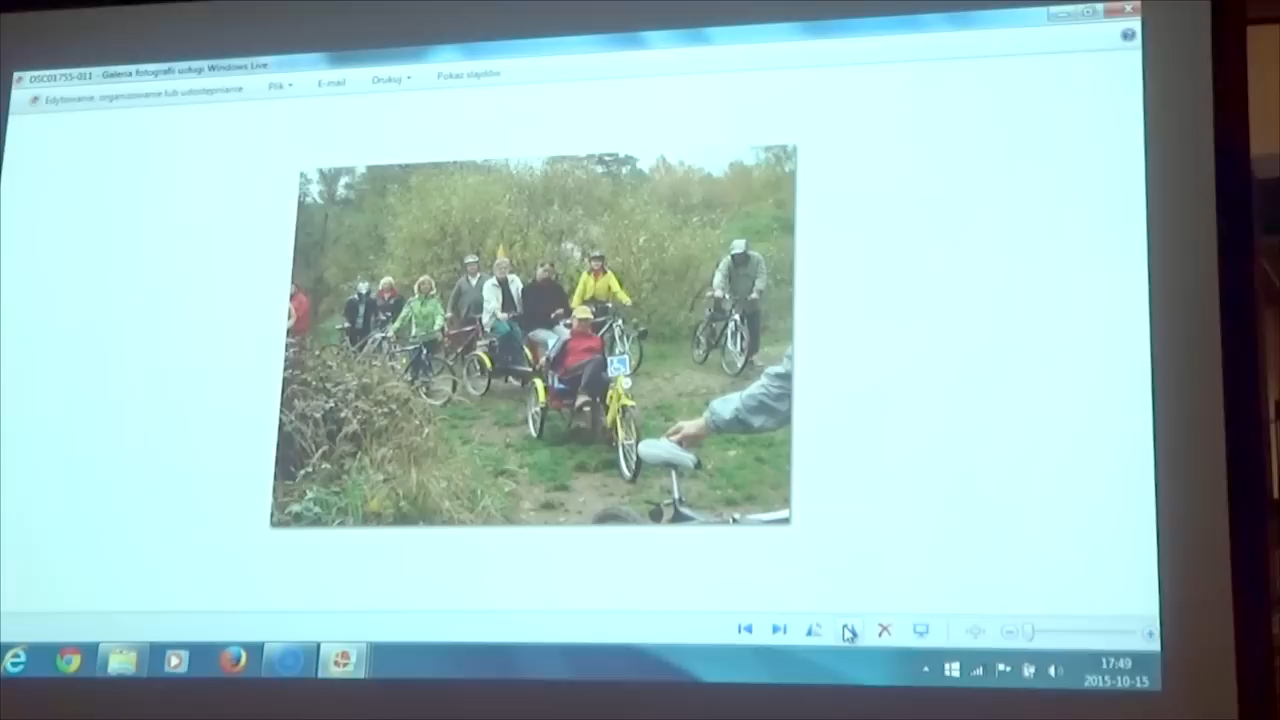 DSC01755-011 - Galeria fotografii usługi Windows Live
Edytowanie, organizowanie lub udostępnianie Plik E-mail Drukuj Pokaz slajdów
17:49
2015-10-15